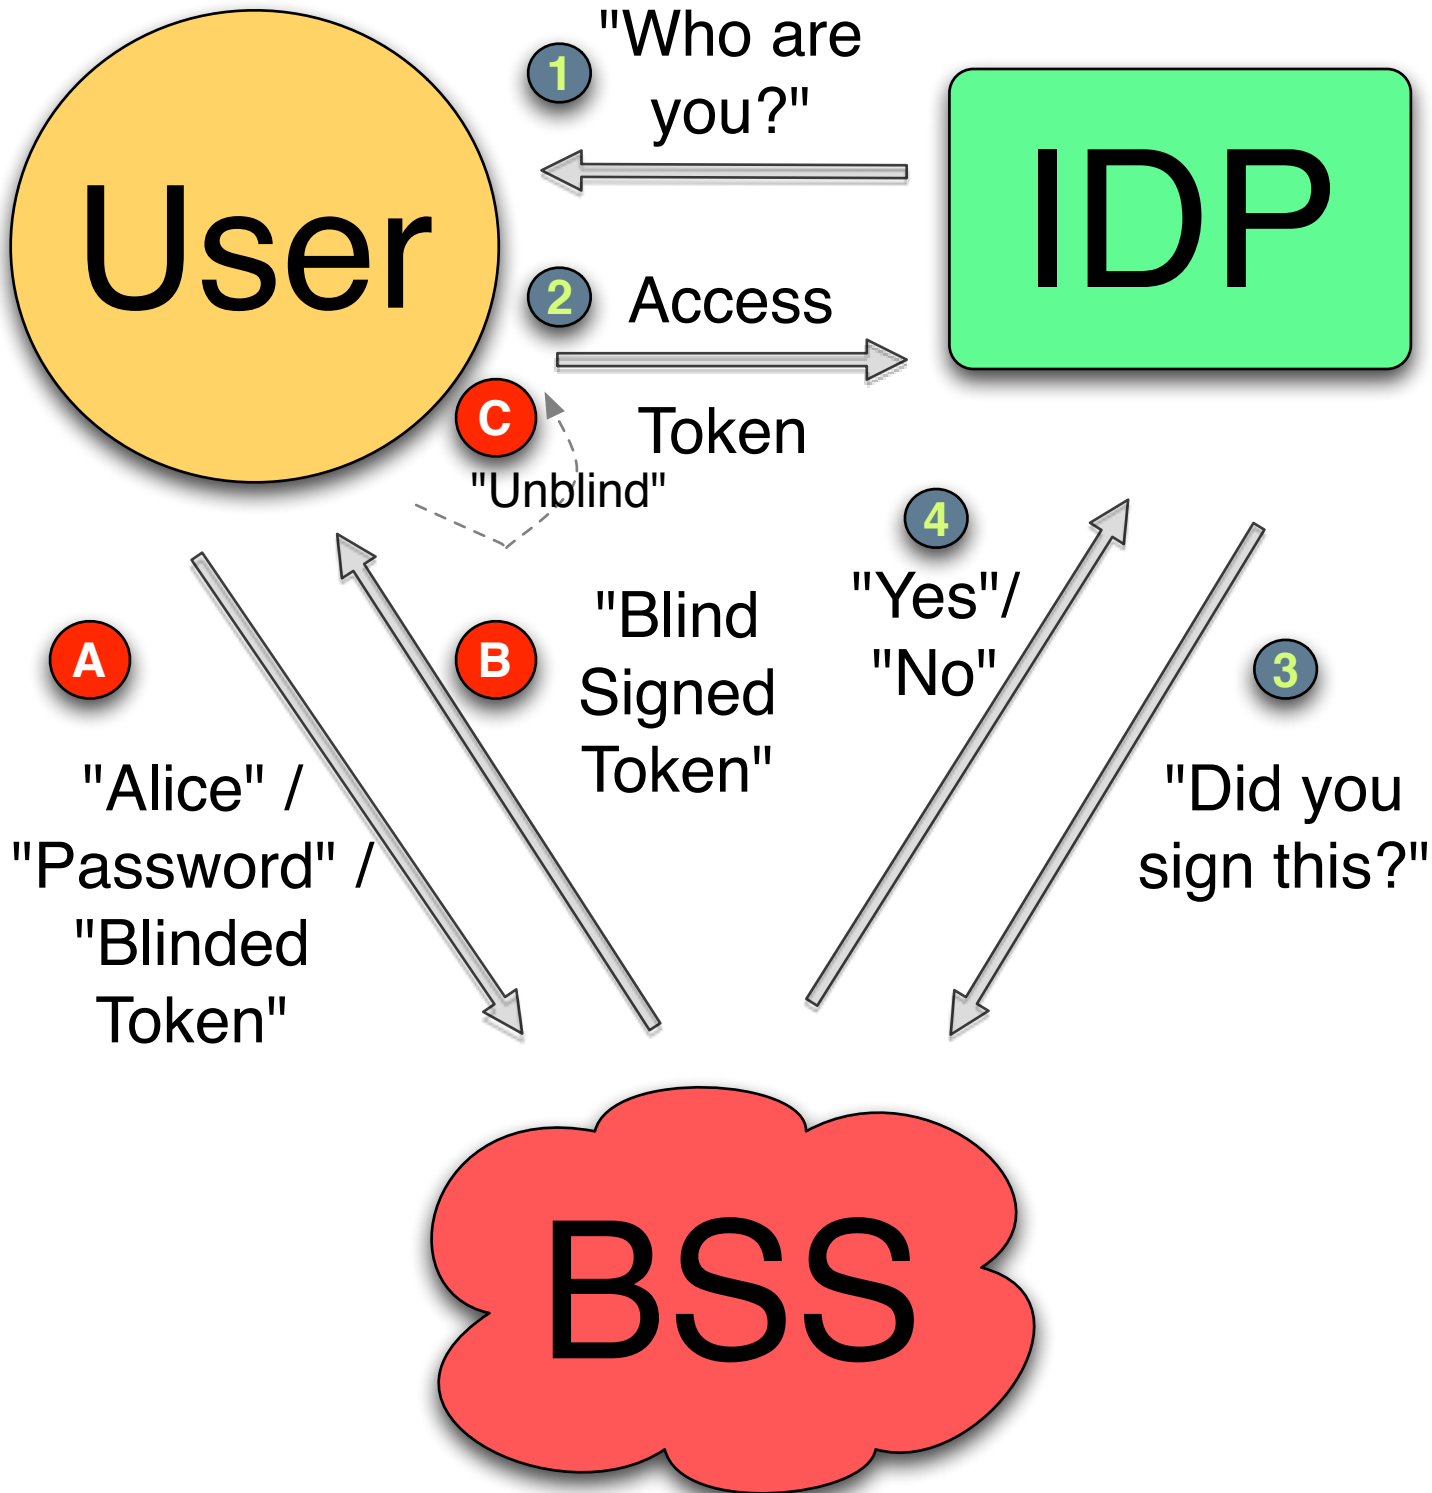 "Who are
you?"
1
User
IDP
2
Access
C
Token
"Unblind"
4
"Yes"/
"No"
"Blind
Signed
Token"
A
B
3
"Alice" /
"Password" /
"Blinded
Token"
"Did you
sign this?"
BSS